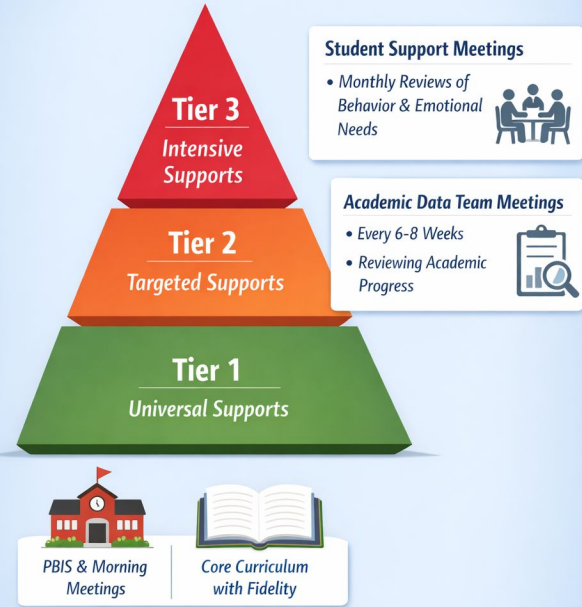 Tier 3
Intensive
Supports
Student Support Meetings
• Monthly Reviews of
Behavior & Emotional
Needs
Tier 2
Targeted Supports
Academic Data Team Meetings
• Every 6-8 Weeks
• Reviewing Academic
Progress
Tier 1
Universal Supports
PBIS & Morning
Meetings
Core Curriculum
with Fidelity